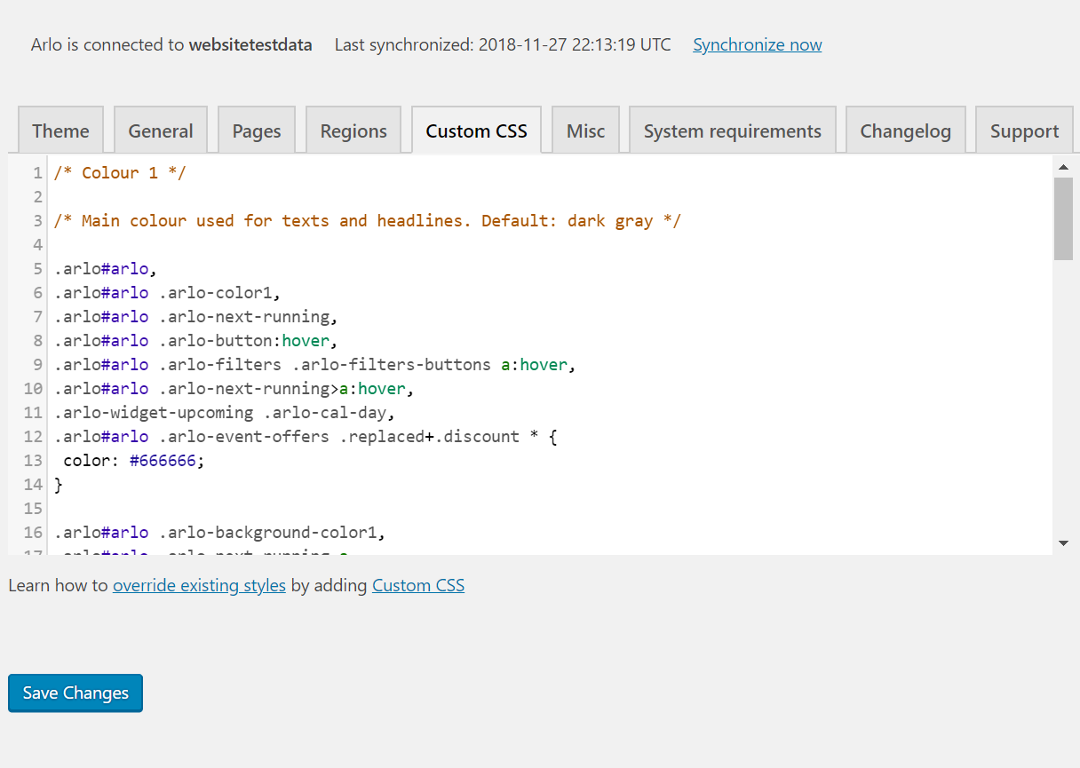 Arlo is connected to websitetestdata Last synchronized: 2018-11-27 22:13:19 UTC Synchronize now
Theme General Pages Regions Custom CSS Misc System requirements Changelog Support
1 /* Colour 1 */
2
3 /* Main colour used for texts and headlines. Default: dark gray */
4
5 .arlo#arlo,
6 .arlo#arlo .arlo-color1,
7 .arlo#arlo .arlo-next-running,
8 .arlo#arlo .arlo-button:hover,
9 .arlo#arlo .arlo-filters .arlo-filters-buttons a:hover,
10 .arlo#arlo .arlo-next-running>a:hover,
11 .arlo-widget-upcoming .arlo-cal-day,
12 .arlo#arlo .arlo-event-offers .replaced+.discount * {
13 color: #666666;
14 }
15
16 .arlo#arlo .arlo-background-color1,
17 .arlo#arlo .arlo-next-running a
Learn how to override existing styles by adding Custom CSS
Save Changes